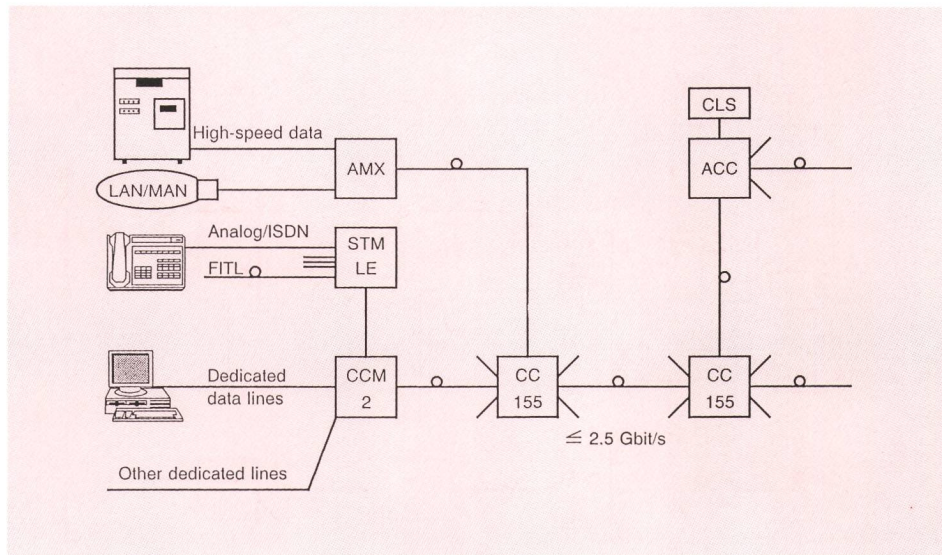 CLS
High-speed data
AMX
ACC
LAN/MAN
Analog/ISDN
STM
LE
FITL
Dedicated
data lines
CCM
2
CC
155
CC
155
≦ 2.5 Gbit/s
Other dedicated lines